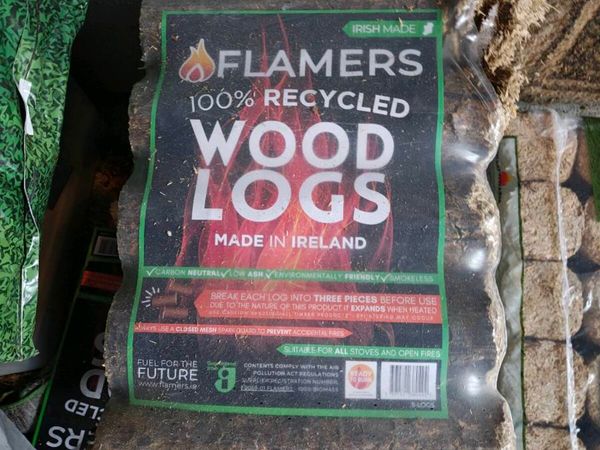 IRISH MADE
FLAMERS
100% RECYCLED
WOOD
LOGS
MADE IN IRELAND
✓CARBON NEUTRAL ✓LOW ASH ✓ENVIRONMENTALLY FRIENDLY ✓SMOKELESS
BREAK EACH LOG INTO THREE PIECES BEFORE USE
DUE TO THE NATURE OF THIS PRODUCT IT EXPANDS WHEN HEATED
USE A CLOSED MESH SPARK GUARD TO PREVENT ACCIDENTAL FIRES
SUITABLE FOR ALL STOVES AND OPEN FIRES
FUEL FOR THE
FUTURE
www.flamers.ie
CONTENTS COMPLY WITH THE AIR
POLLUTION ACT REGULATIONS
READY
TO BURN